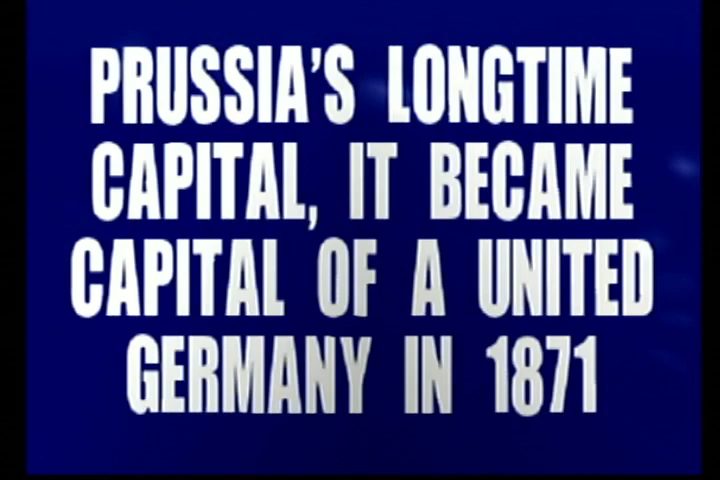 PRUSSIA'S LONGTIME
CAPITAL, IT BECAME
CAPITAL OF A UNITED
GERMANY IN 1871